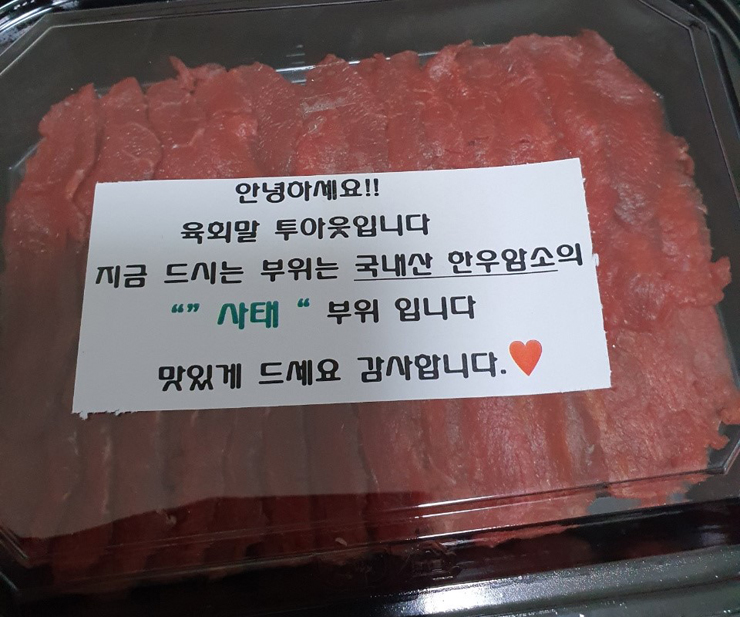 안녕하세요!!
육회말 투아웃입니다
지금 드시는 부위는 국내산 한우암소의
“” 사태 “ 부위 입니다
맛있게 드세요 감사합니다.♥